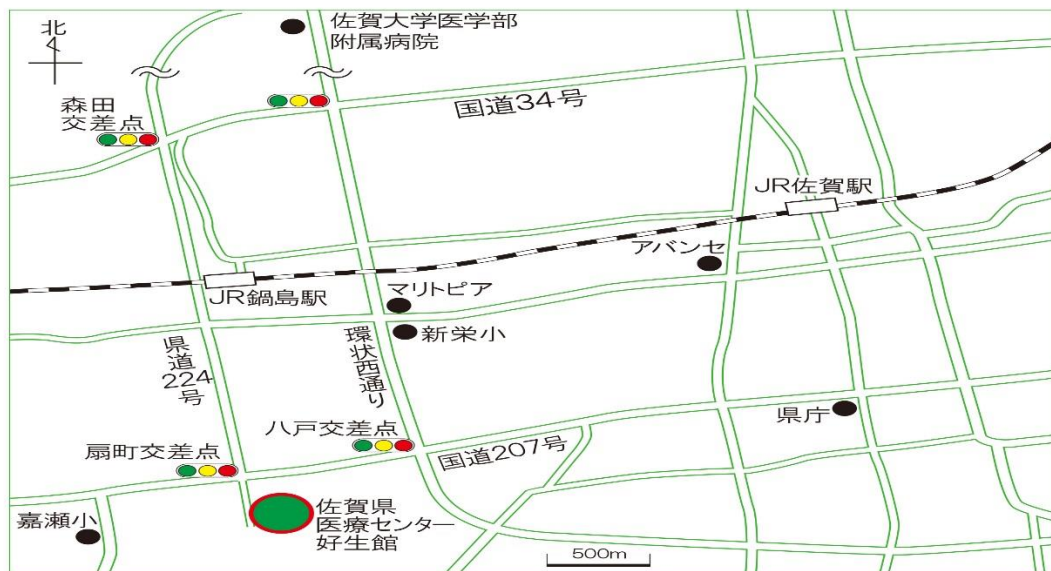 北
佐賀大学医学部
附属病院
森田
交差点
国道34号
JR佐賀駅
アバンセ
JR鍋島駅
マリトピア
新栄小
県道224号
環状西通り
県庁
八戸交差点
国道207号
扇町交差点
嘉瀬小
佐賀県
医療センター
好生館
500m